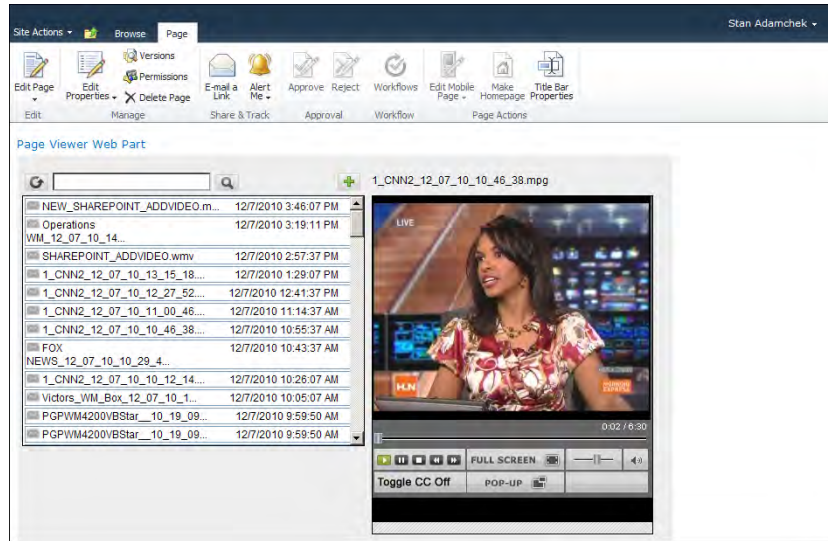 Stan Adamchek
Site Actions Browse Page
Edit Page
Edit Properties
Versions
Permissions
Delete Page
E-mail a Link
Alert Me
Approve
Reject
Workflows
Edit Mobile Page
Make Homepage
Title Bar Properties
Edit Manage Share & Track Approval Workflow Page Actions
Page Viewer Web Part
1_CNN2_12_07_10_10_46_38.mpg
NEW_SHAREPOINT_ADDVIDEO.m... 12/7/2010 3:46:07 PM
Operations 12/7/2010 3:19:11 PM
WM_12_07_10_14...
SHAREPOINT_ADDVIDEO.wmv 12/7/2010 2:57:37 PM
1_CNN2_12_07_10_13_15_18.... 12/7/2010 1:29:07 PM
1_CNN2_12_07_10_12_27_52.... 12/7/2010 12:41:37 PM
1_CNN2_12_07_10_11_00_46.... 12/7/2010 11:14:37 AM
1_CNN2_12_07_10_10_46_38.... 12/7/2010 10:55:37 AM
FOX 12/7/2010 10:43:37 AM
NEWS_12_07_10_10_29_4...
1_CNN2_12_07_10_10_12_14.... 12/7/2010 10:26:07 AM
Victors_WM_Box_12_07_10_1... 12/7/2010 10:05:07 AM
PGPWM4200VBStar__10_19_09... 12/7/2010 9:59:50 AM
PGPWM4200VBStar__10_19_09... 12/7/2010 9:59:50 AM
LIVE
HLN
MORNING
EXPRESS
0:02 / 6:30
FULL SCREEN
Toggle CC Off POP-UP